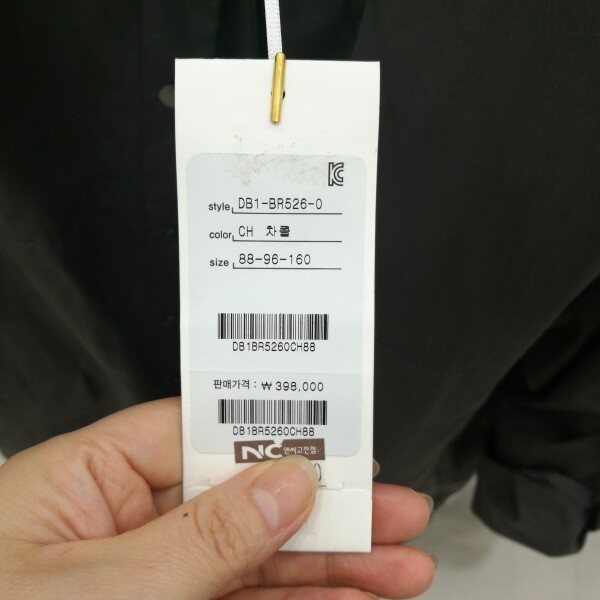 style DB1-BR526-0
color CH 차콜
size 88-96-160
DB1BR5260CH88
판매가격 : ₩ 398,000
DB1BR5260CH88
NC